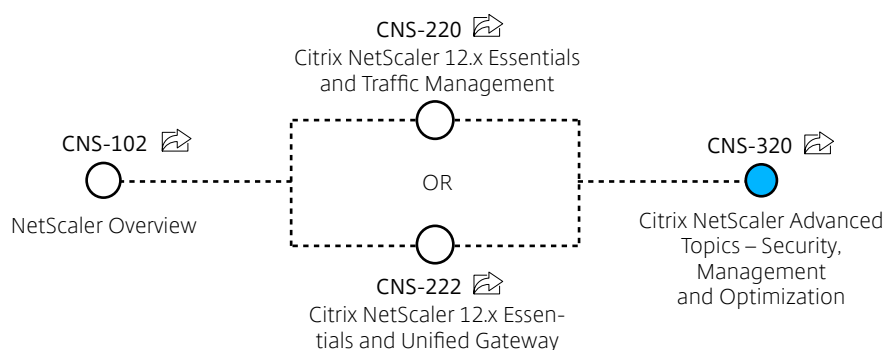 CNS-220
Citrix NetScaler 12.x Essentials
and Traffic Management
CNS-102
NetScaler Overview
OR
CNS-222
Citrix NetScaler 12.x Essen-
tials and Unified Gateway
CNS-320
Citrix NetScaler Advanced
Topics – Security,
Management
and Optimization